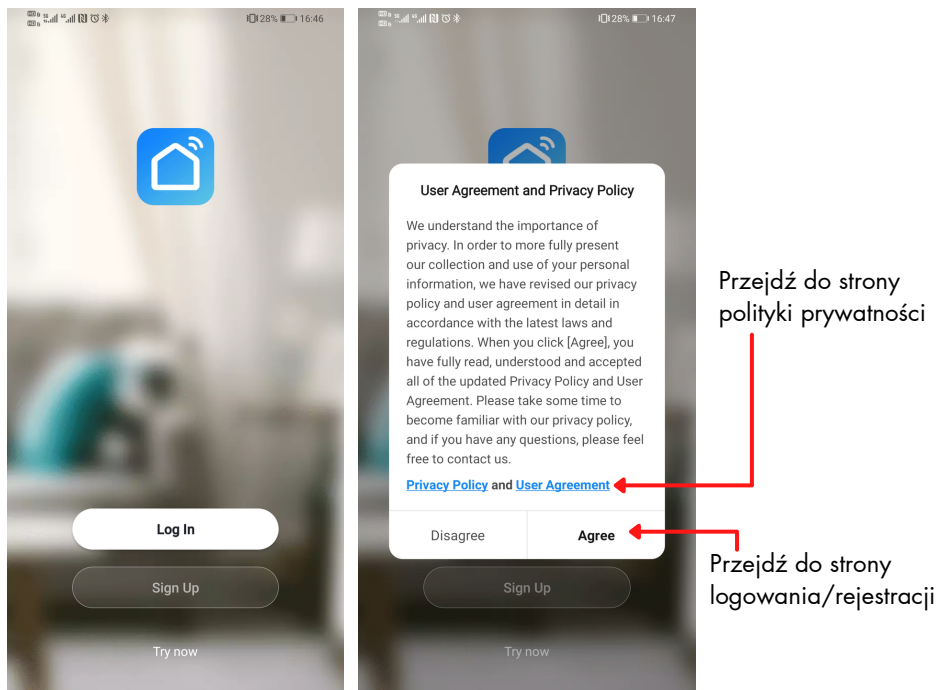 28% 16:46
Log In
Sign Up
Try now
28% 16:47
User Agreement and Privacy Policy
We understand the importance of
privacy. In order to more fully present
our collection and use of your personal
information, we have revised our privacy
policy and user agreement in detail in
accordance with the latest laws and
regulations. When you click [Agree], you
have fully read, understood and accepted
all of the updated Privacy Policy and User
Agreement. Please take some time to
become familiar with our privacy policy,
and if you have any questions, please feel
free to contact us.
Privacy Policy and User Agreement
Disagree Agree
Sign Up
Try now
Przejdź do strony
polityki prywatności
Przejdź do strony
logowania/rejestracji